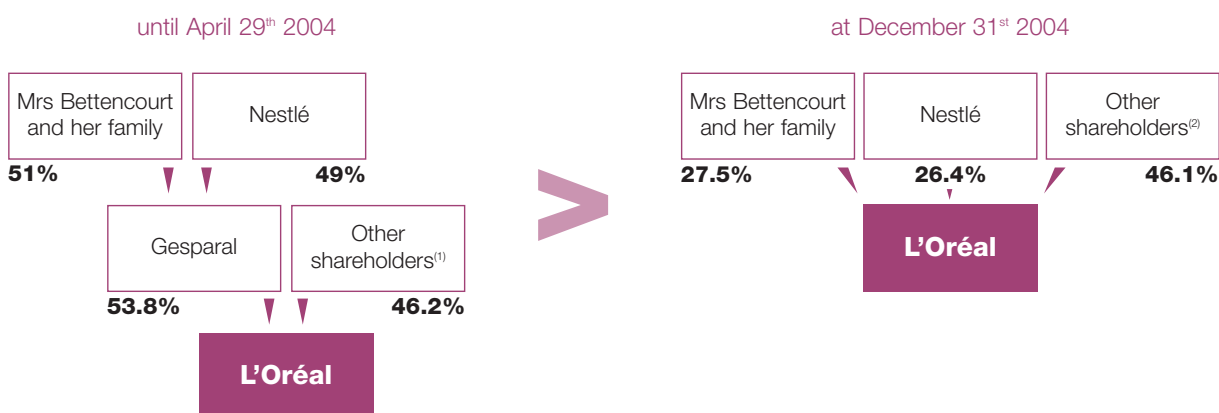 until April 29th 2004
Mrs Bettencourt
and her family
Nestlé
51%
49%
Gesparal
Other
shareholders(1)
53.8%
46.2%
L'Oréal
>
at December 31st 2004
Mrs Bettencourt
and her family
Nestlé
Other
shareholders(2)
27.5%
26.4%
46.1%
L'Oréal